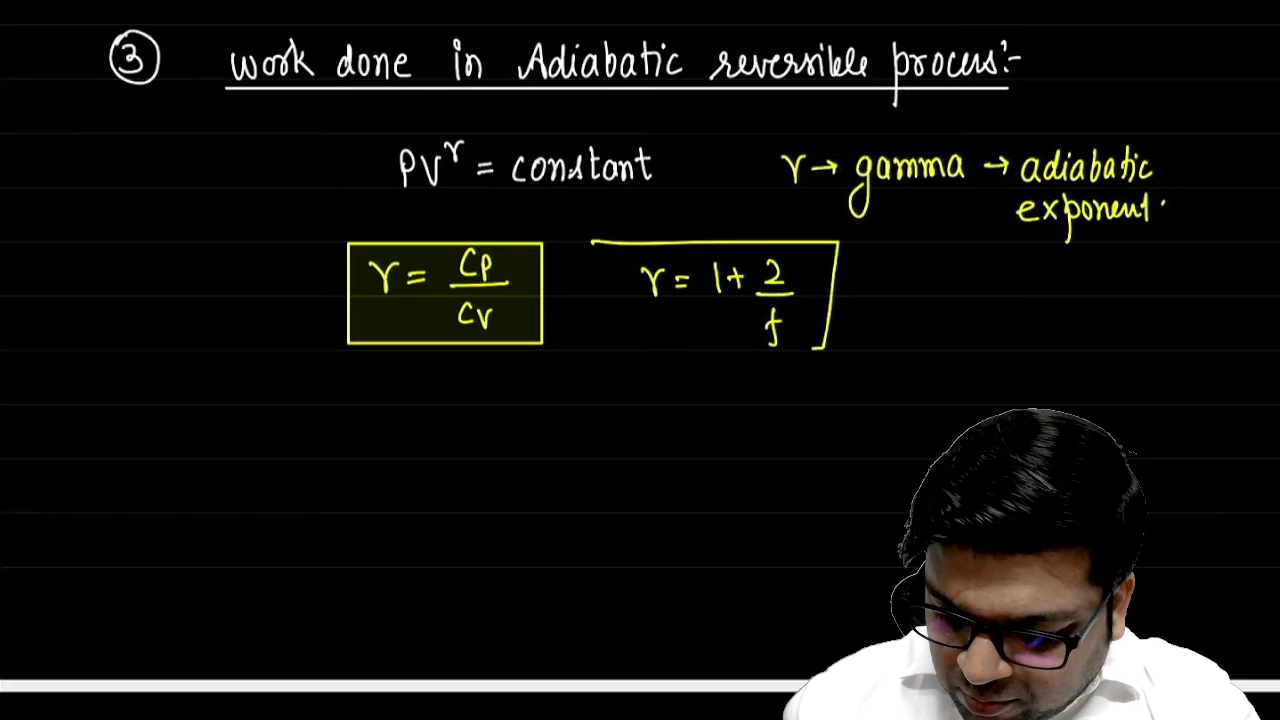 ③ work done in Adiabatic reversible process:-
PV^γ = constant γ → gamma → adiabatic
exponent.
γ = Cp/Cv γ = 1 + 2/f